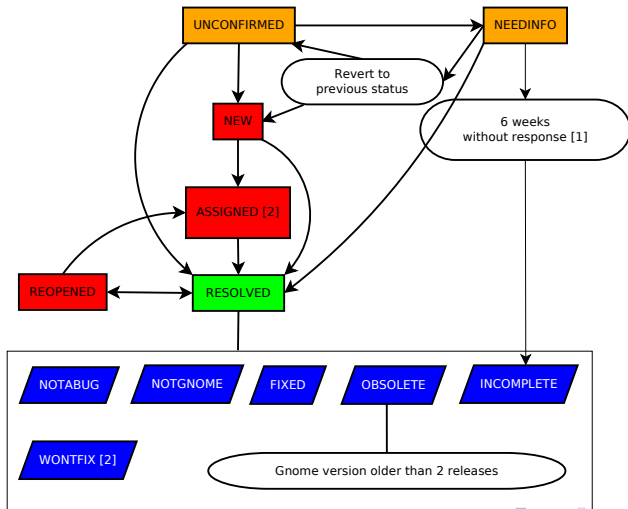 UNCONFIRMED
NEEDINFO
Revert to
previous status
NEW
6 weeks
without response [1]
ASSIGNED [2]
REOPENED
RESOLVED
NOTABUG
NOTGNOME
FIXED
OBSOLETE
INCOMPLETE
WONTFIX [2]
Gnome version older than 2 releases